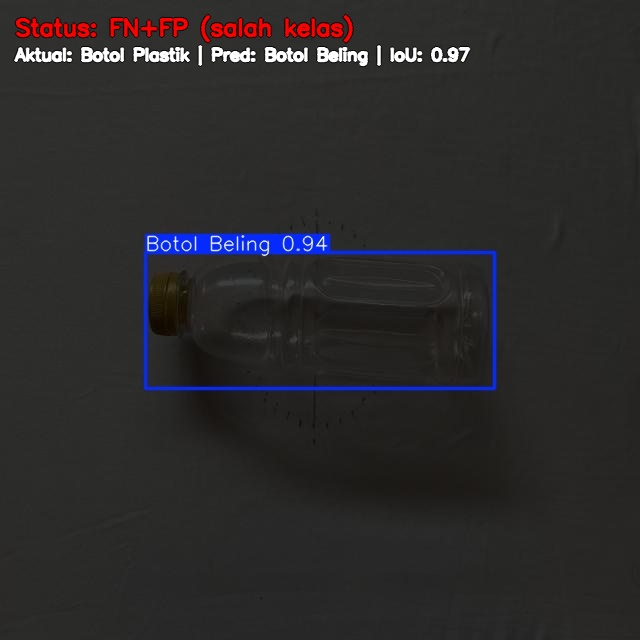 Status: FN+FP (salah kelas)
Aktual: Botol Plastik | Pred: Botol Beling | IoU: 0.97
Botol Beling 0.94